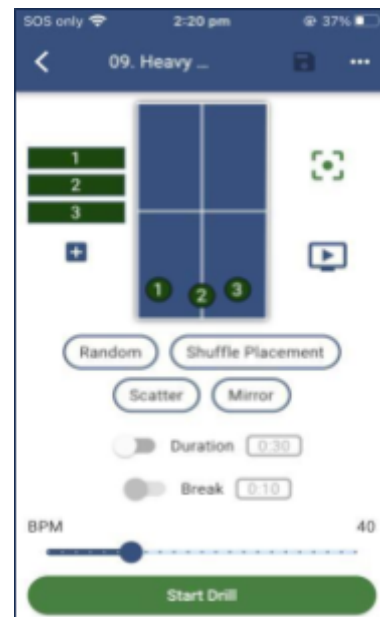 SOS only 2:20 pm 37%
09. Heavy ...
1
2
3
1 2 3
Random Shuffle Placement
Scatter Mirror
Duration 0:30
Break 0:10
BPM 40
Start Drill